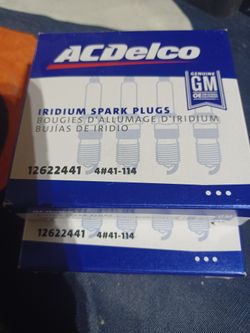 ACDelco
GENUINE
GM
IRIDIUM SPARK PLUGS
BOUGIES D'ALLUMAGE D'IRIDIUM
BUJÍAS DE IRIDIO
12622441 4#41-114
12622441 4#41-114